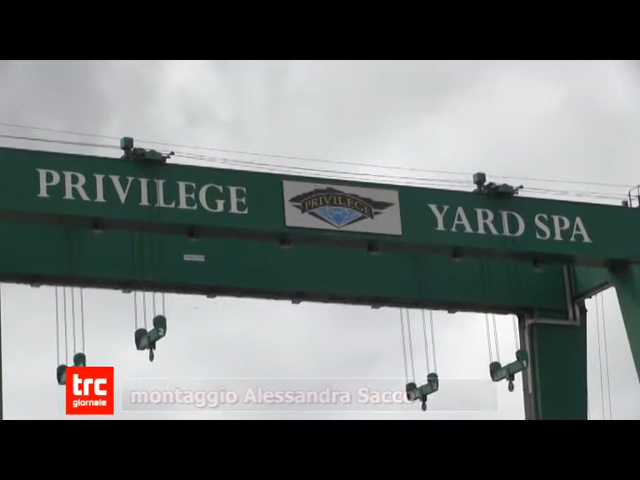 PRIVILEGE PRIVILEGE YARD SPA
trc
giornale
montaggio Alessandra Sacco